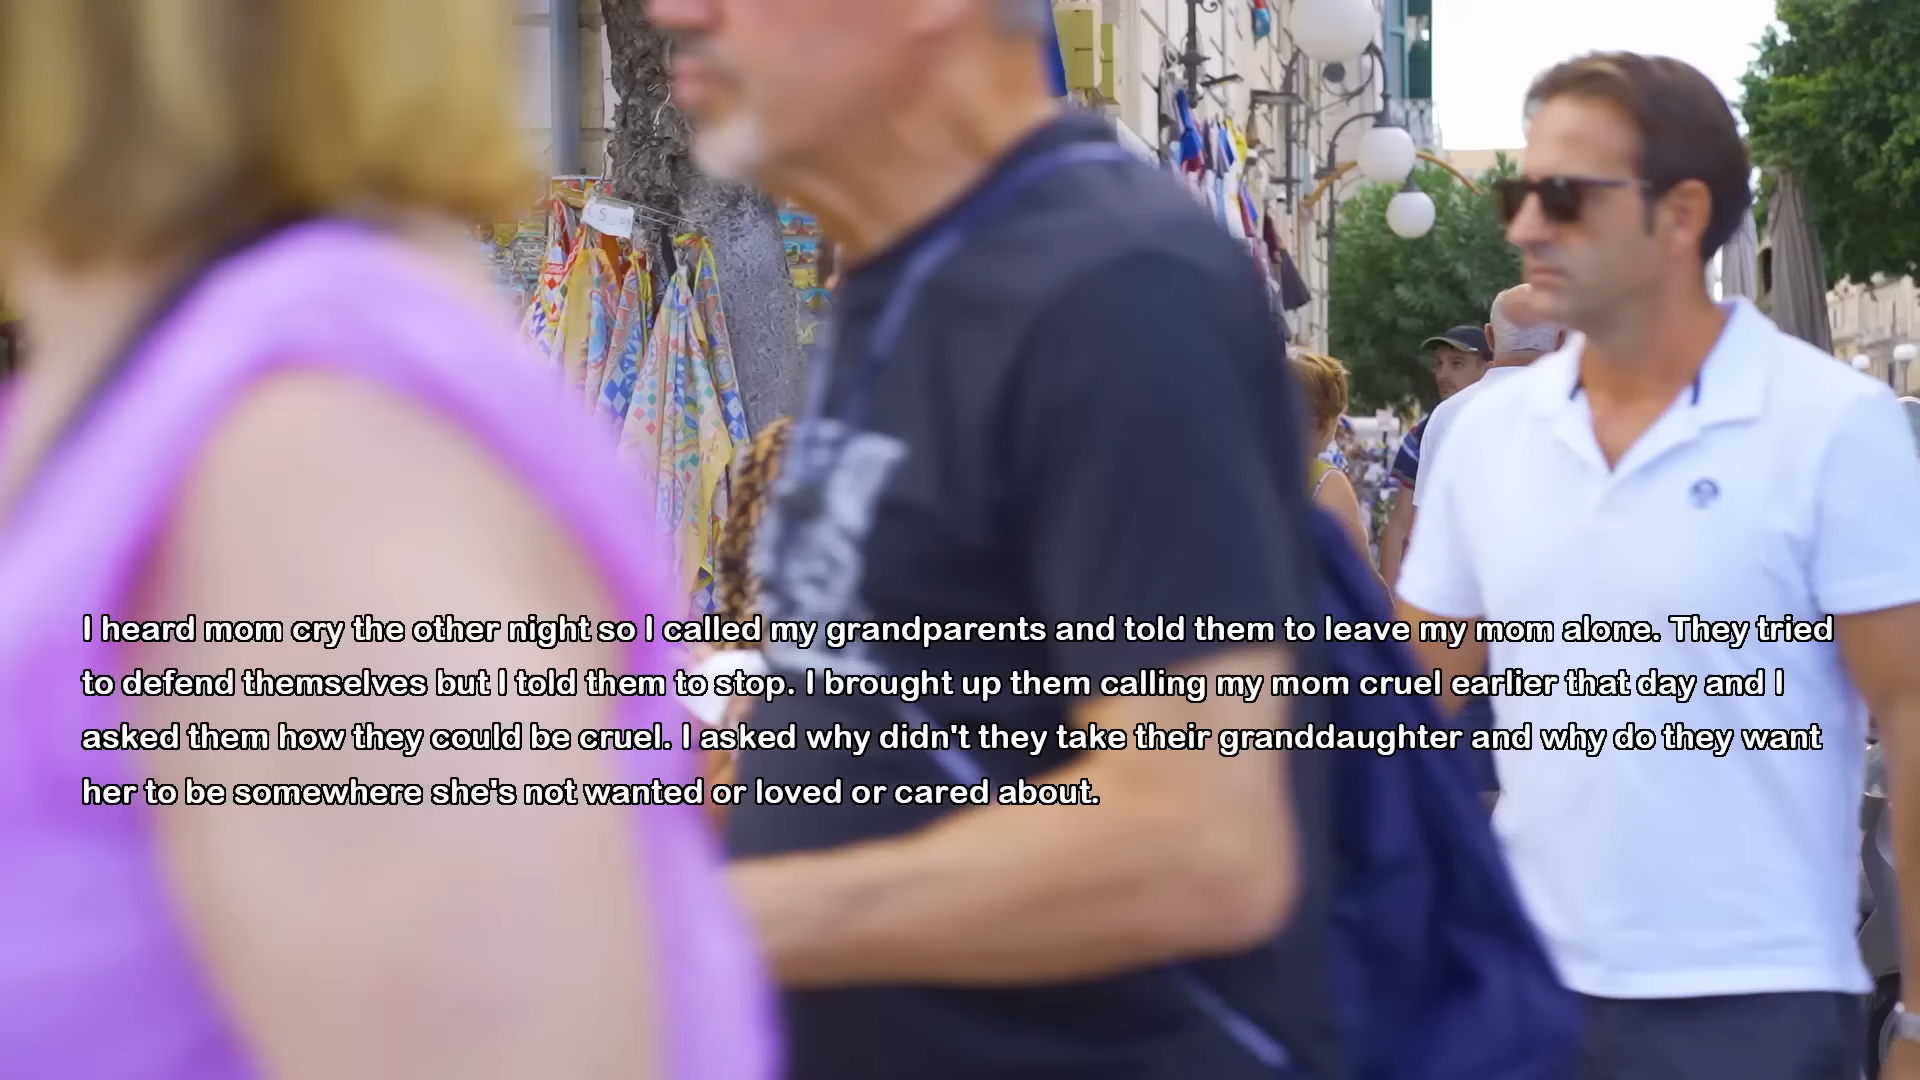 I heard mom cry the other night so I called my grandparents and told them to leave my mom alone. They tried
to defend themselves but I told them to stop. I brought up them calling my mom cruel earlier that day and I
asked them how they could be cruel. I asked why didn't they take their granddaughter and why do they want
her to be somewhere she's not wanted or loved or cared about.